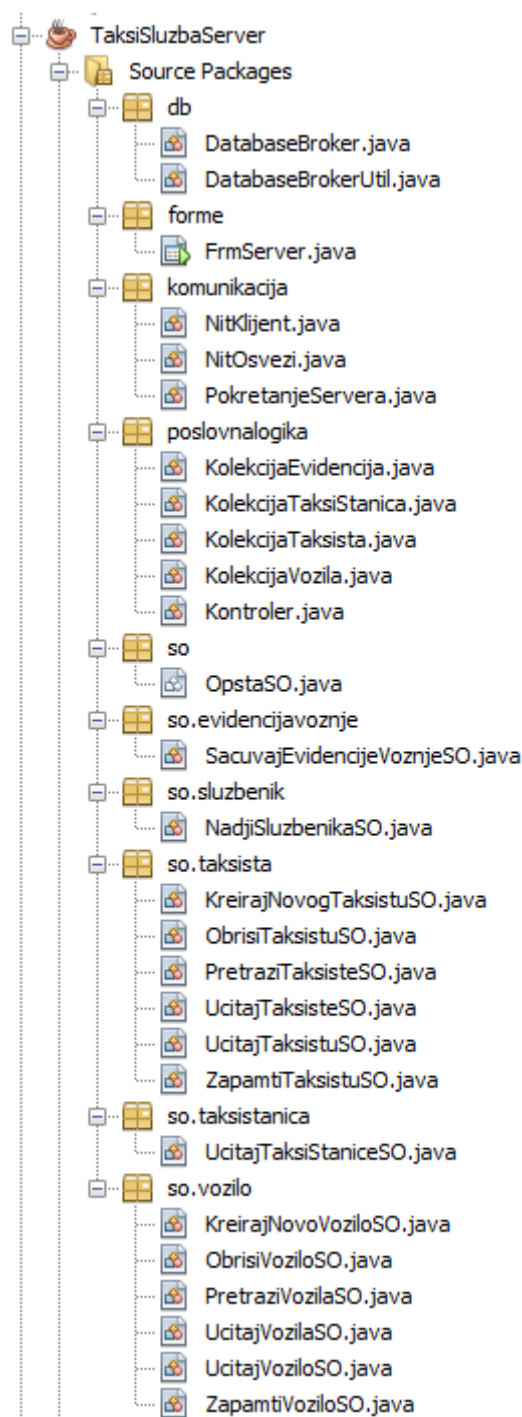 TaksiSluzbaServer
Source Packages
db
DatabaseBroker.java
DatabaseBrokerUtil.java
forme
FrmServer.java
komunikacija
NitKlijent.java
NitOsvezi.java
PokretanjeServera.java
poslovnalogika
KolekcijaEvidencija.java
KolekcijaTaksiStanica.java
KolekcijaTaksista.java
KolekcijaVozila.java
Kontroler.java
so
OpstaSO.java
so.evidencijavoznje
SacuvajEvidencijeVoznjeSO.java
so.sluzbenik
NadjiSluzbenikaSO.java
so.taksista
KreirajNovogTaksistuSO.java
ObrisiTaksistuSO.java
PretraziTaksisteSO.java
UcitajTaksisteSO.java
UcitajTaksistuSO.java
ZapamtiTaksistuSO.java
so.taksistanica
UcitajTaksiStaniceSO.java
so.vozilo
KreirajNovoVoziloSO.java
ObrisiVoziloSO.java
PretraziVozilaSO.java
UcitajVozilaSO.java
UcitajVoziloSO.java
ZapamtiVoziloSO.java